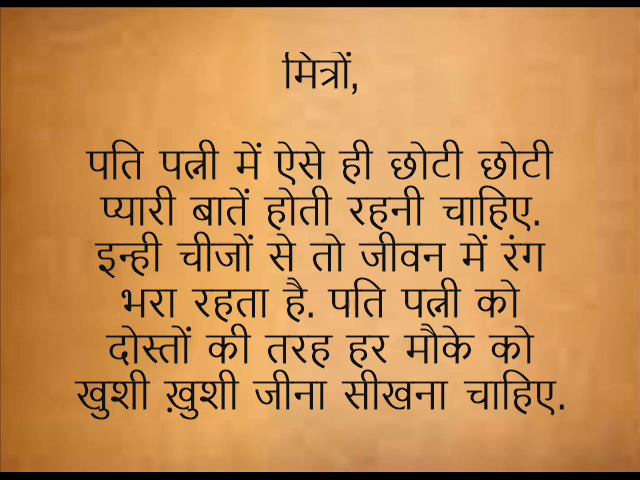 मित्रों,
पति पत्नी में ऐसे ही छोटी छोटी
प्यारी बातें होती रहनी चाहिए.
इन्ही चीजों से तो जीवन में रंग
भरा रहता है. पति पत्नी को
दोस्तों की तरह हर मौके को
खुशी ख़ुशी जीना सीखना चाहिए.